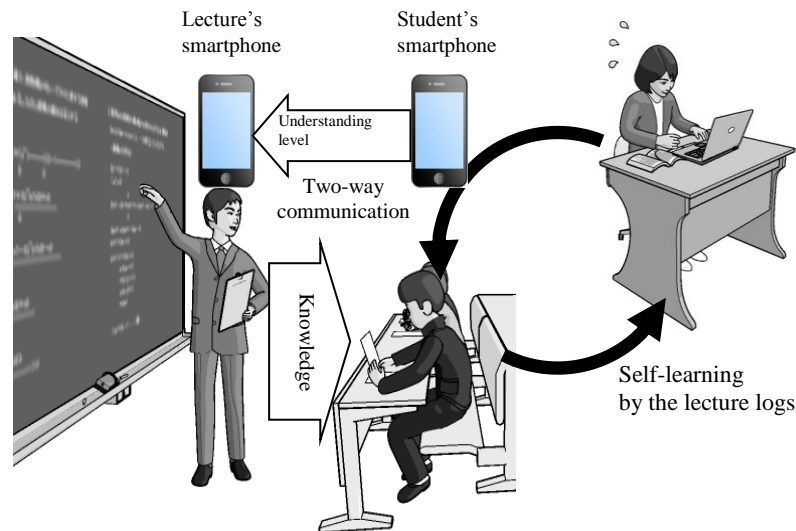 Lecture's
smartphone
Student's
smartphone
Understanding
level
Two-way
communication
Knowledge
Self-learning
by the lecture logs